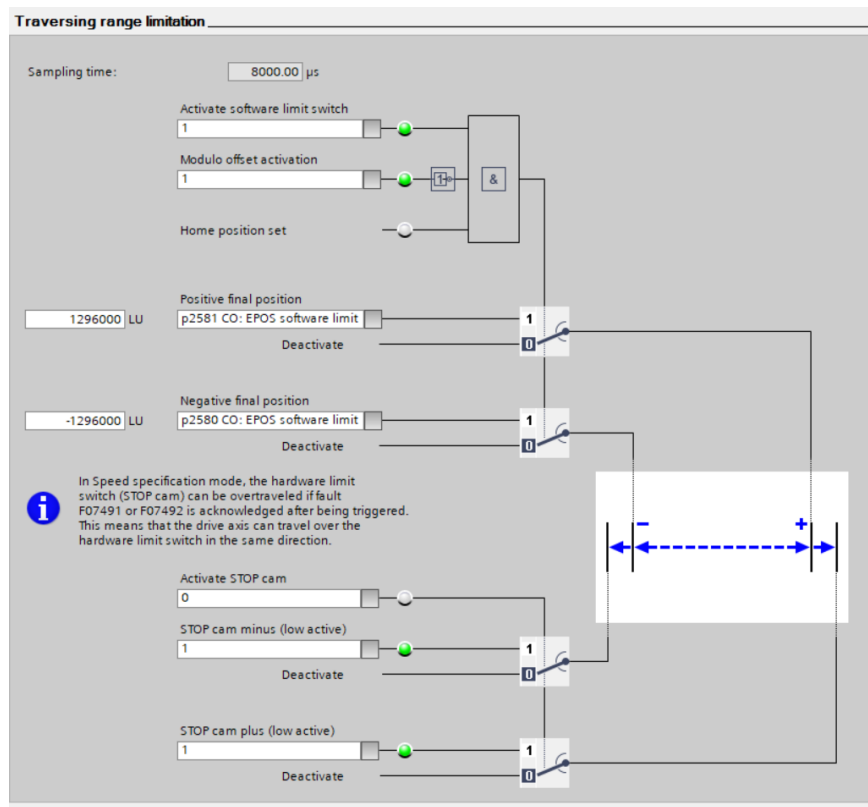 Traversing range limitation
Sampling time: 8000.00 µs
Activate software limit switch
1
Modulo offset activation
1
1
&
Home position set
Positive final position
1296000 LU p2581 CO: EPOS software limit 1
Deactivate 0
Negative final position
-1296000 LU p2580 CO: EPOS software limit 1
Deactivate 0
In Speed specification mode, the hardware limit
switch (STOP cam) can be overtraveled if fault
F07491 or F07492 is acknowledged after being triggered.
This means that the drive axis can travel over the
hardware limit switch in the same direction.
i
- +
Activate STOP cam
0
STOP cam minus (low active)
1 1
Deactivate 0
STOP cam plus (low active)
1 1
Deactivate 0